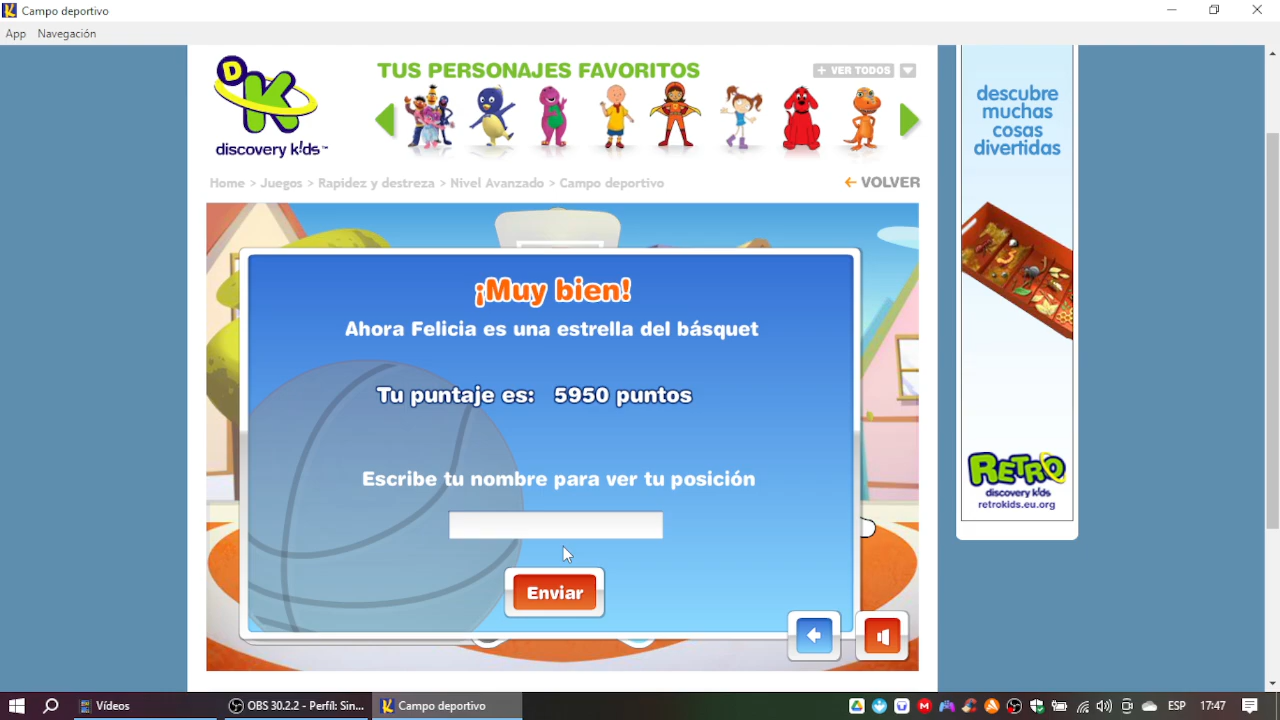 Campo deportivo
App Navegación
DK
discovery k!ds™
TUS PERSONAJES FAVORITOS
+ VER TODOS
Home > Juegos > Rapidez y destreza > Nivel Avanzado > Campo deportivo
← VOLVER
¡Muy bien!
Ahora Felicia es una estrella del básquet
Tu puntaje es: 5950 puntos
Escribe tu nombre para ver tu posición
Enviar
descubre
muchas
cosas
divertidas
RETRO
discovery k!ds
retrokids.eu.org
Vídeos
OBS 30.2.2 - Perfil: Sin...
Campo deportivo
ESP
17:47